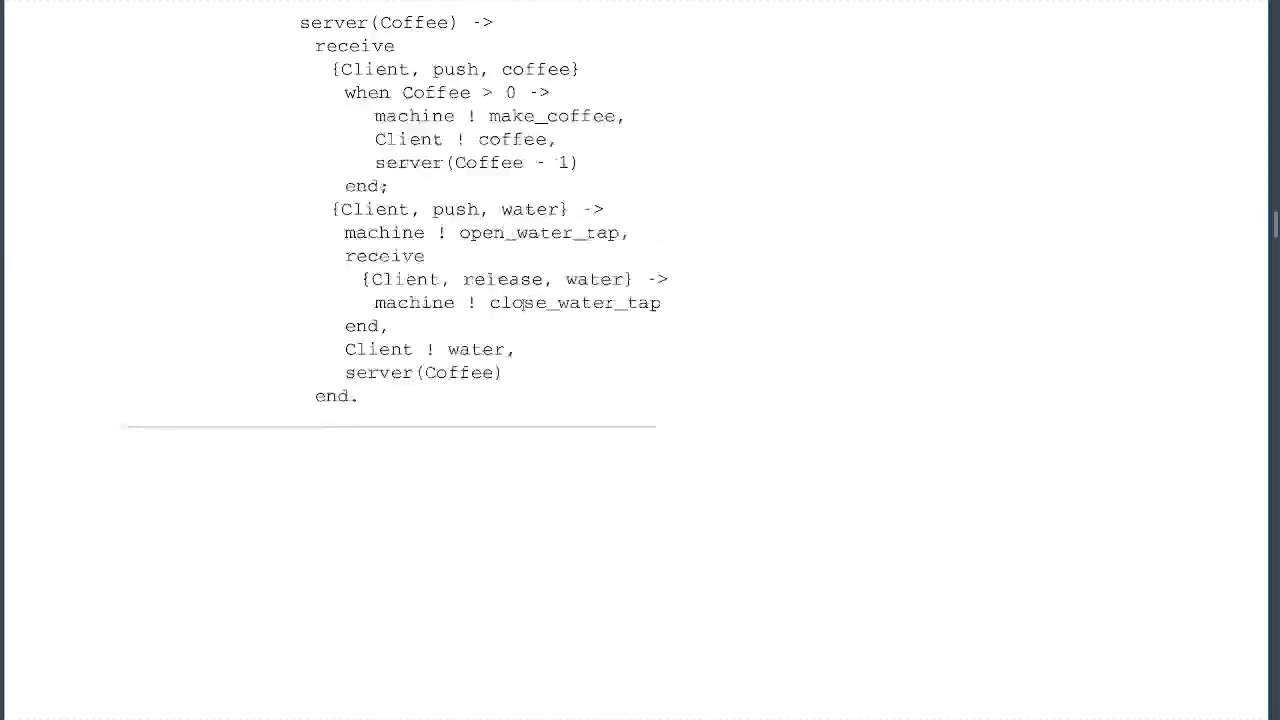 server(Coffee) ->
receive
{Client, push, coffee}
when Coffee > 0 ->
machine ! make_coffee,
Client ! coffee,
server(Coffee - 1)
end;
{Client, push, water} ->
machine ! open_water_tap,
receive
{Client, release, water} ->
machine ! close_water_tap
end,
Client ! water,
server(Coffee)
end.